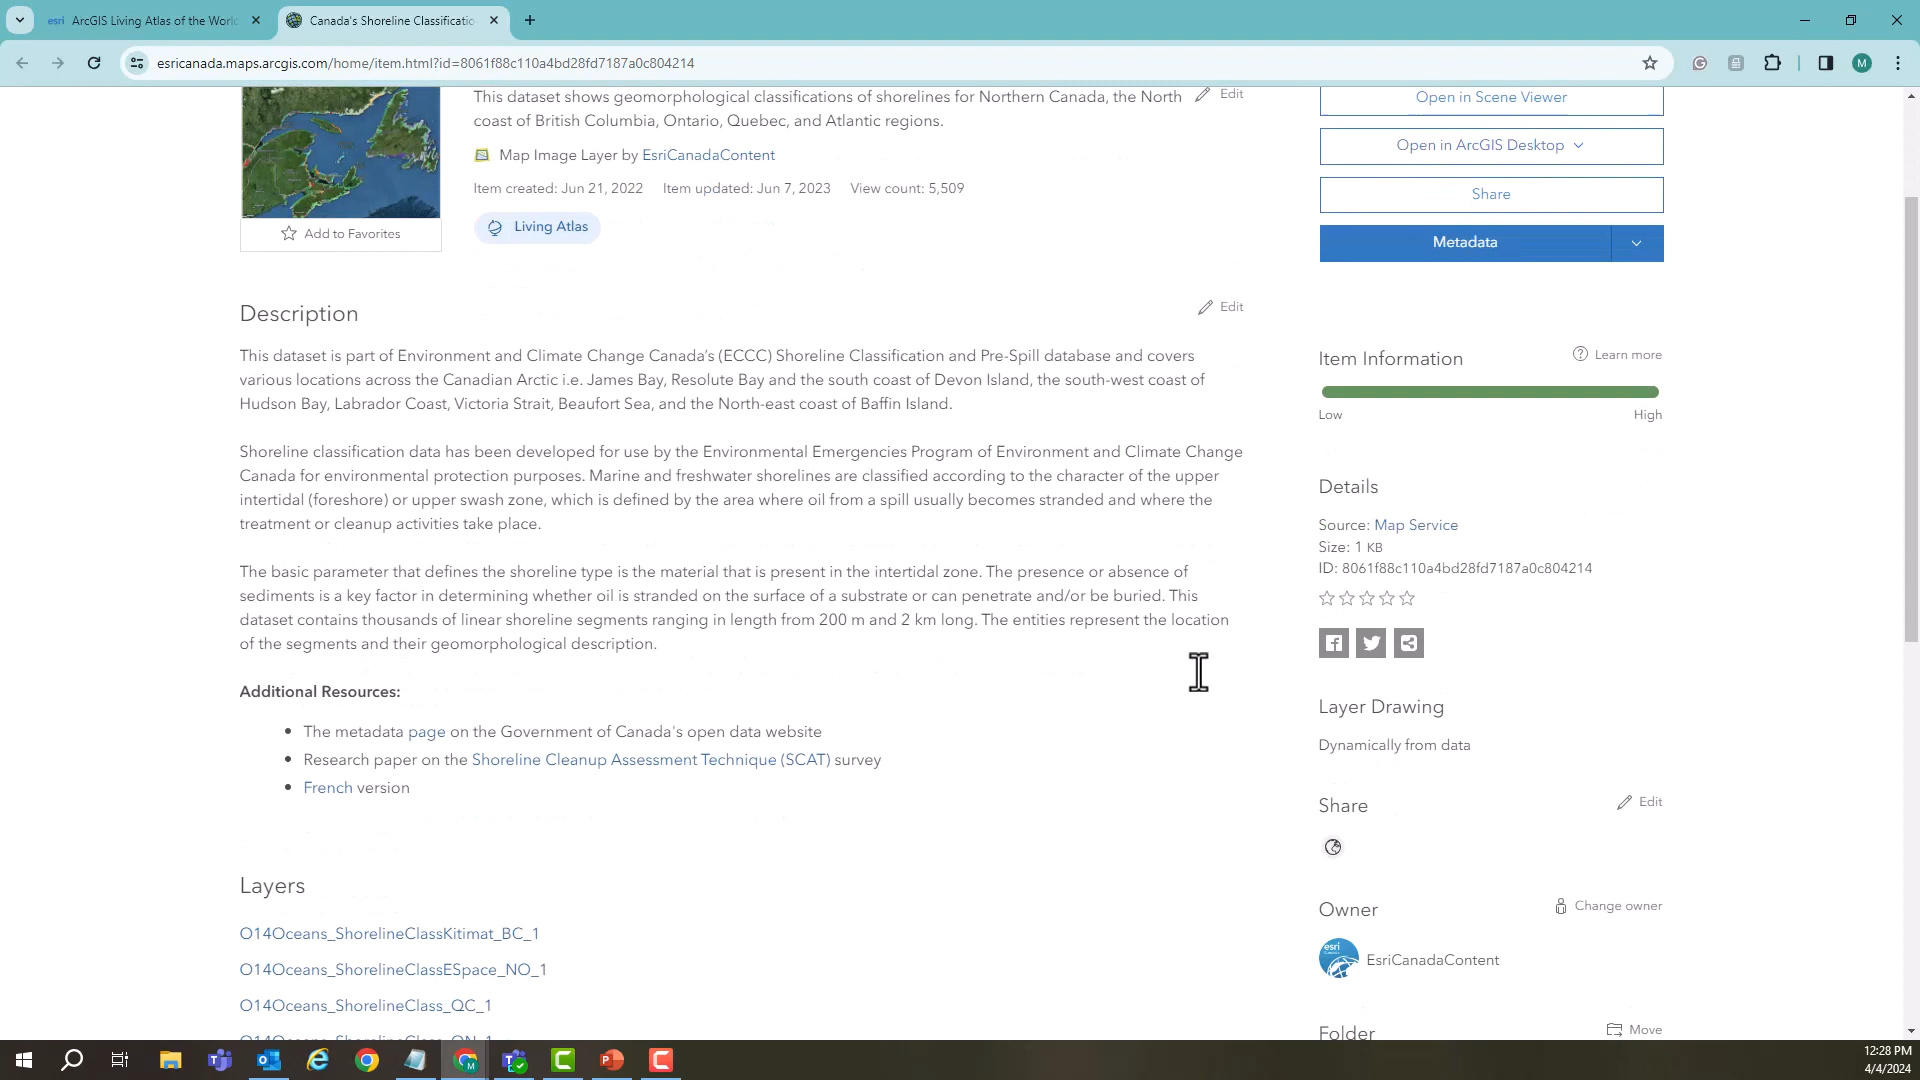 esri ArcGIS Living Atlas of the World
Canada's Shoreline Classificatio
esricanada.maps.arcgis.com/home/item.html?id=8061f88c110a4bd28fd7187a0c804214
M
This dataset shows geomorphological classifications of shorelines for Northern Canada, the North
coast of British Columbia, Ontario, Quebec, and Atlantic regions.
Edit
Map Image Layer by EsriCanadaContent
Item created: Jun 21, 2022 Item updated: Jun 7, 2023 View count: 5,509
Living Atlas
Add to Favorites
Open in Scene Viewer
Open in ArcGIS Desktop
Share
Metadata
Description
Edit
This dataset is part of Environment and Climate Change Canada's (ECCC) Shoreline Classification and Pre-Spill database and covers
various locations across the Canadian Arctic i.e. James Bay, Resolute Bay and the south coast of Devon Island, the south-west coast of
Hudson Bay, Labrador Coast, Victoria Strait, Beaufort Sea, and the North-east coast of Baffin Island.
Shoreline classification data has been developed for use by the Environmental Emergencies Program of Environment and Climate Change
Canada for environmental protection purposes. Marine and freshwater shorelines are classified according to the character of the upper
intertidal (foreshore) or upper swash zone, which is defined by the area where oil from a spill usually becomes stranded and where the
treatment or cleanup activities take place.
The basic parameter that defines the shoreline type is the material that is present in the intertidal zone. The presence or absence of
sediments is a key factor in determining whether oil is stranded on the surface of a substrate or can penetrate and/or be buried. This
dataset contains thousands of linear shoreline segments ranging in length from 200 m and 2 km long. The entities represent the location
of the segments and their geomorphological description.
Additional Resources:
• The metadata page on the Government of Canada's open data website
• Research paper on the Shoreline Cleanup Assessment Technique (SCAT) survey
• French version
Layers
O14Oceans_ShorelineClassKitimat_BC_1
O14Oceans_ShorelineClassESpace_NO_1
O14Oceans_ShorelineClass_QC_1
O14Oceans_ShorelineClass_ON_1
Item Information
Learn more
Low High
Details
Source: Map Service
Size: 1 KB
ID: 8061f88c110a4bd28fd7187a0c804214
Layer Drawing
Dynamically from data
Share
Edit
Owner
Change owner
esri
EsriCanadaContent
Folder
Move
12:28 PM
4/4/2024